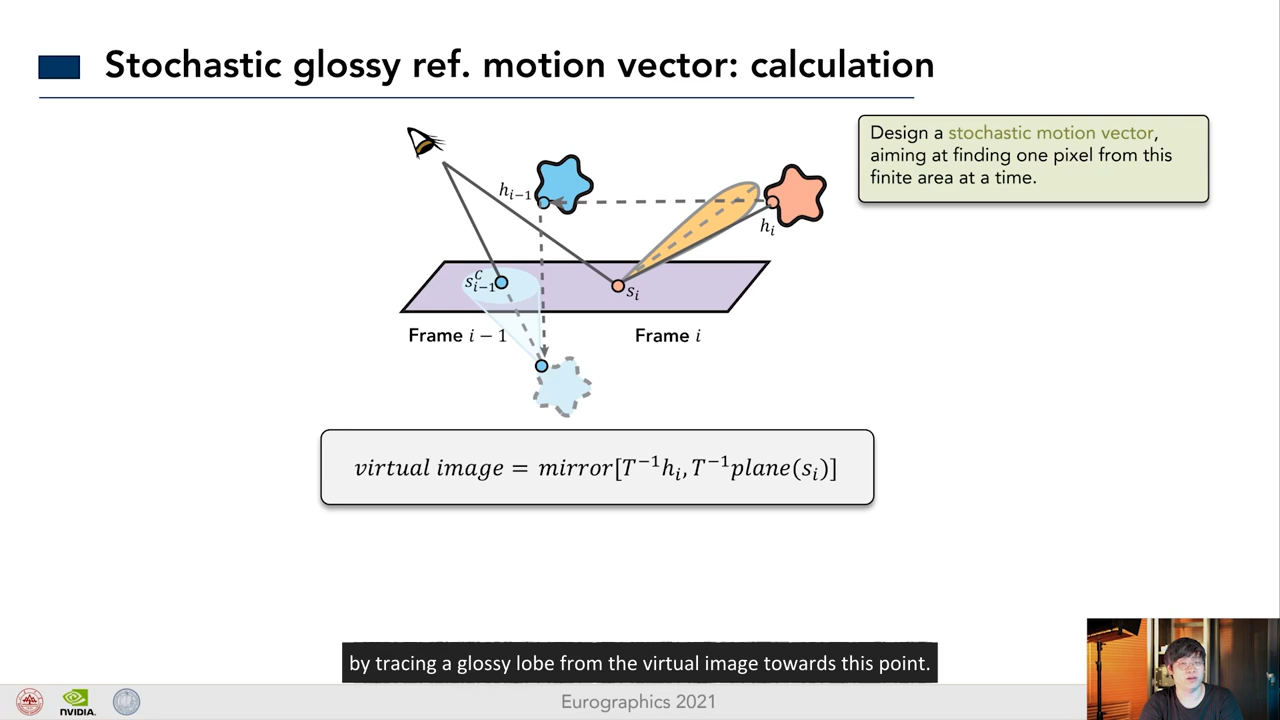 Stochastic glossy ref. motion vector: calculation
Design a stochastic motion vector,
aiming at finding one pixel from this
finite area at a time.
h_{i-1}
h_i
s_{i-1}^C
s_i
Frame i − 1
Frame i
virtual image = mirror[T^{-1}h_i, T^{-1}plane(s_i)]
by tracing a glossy lobe from the virtual image towards this point.
NVIDIA.
Eurographics 2021